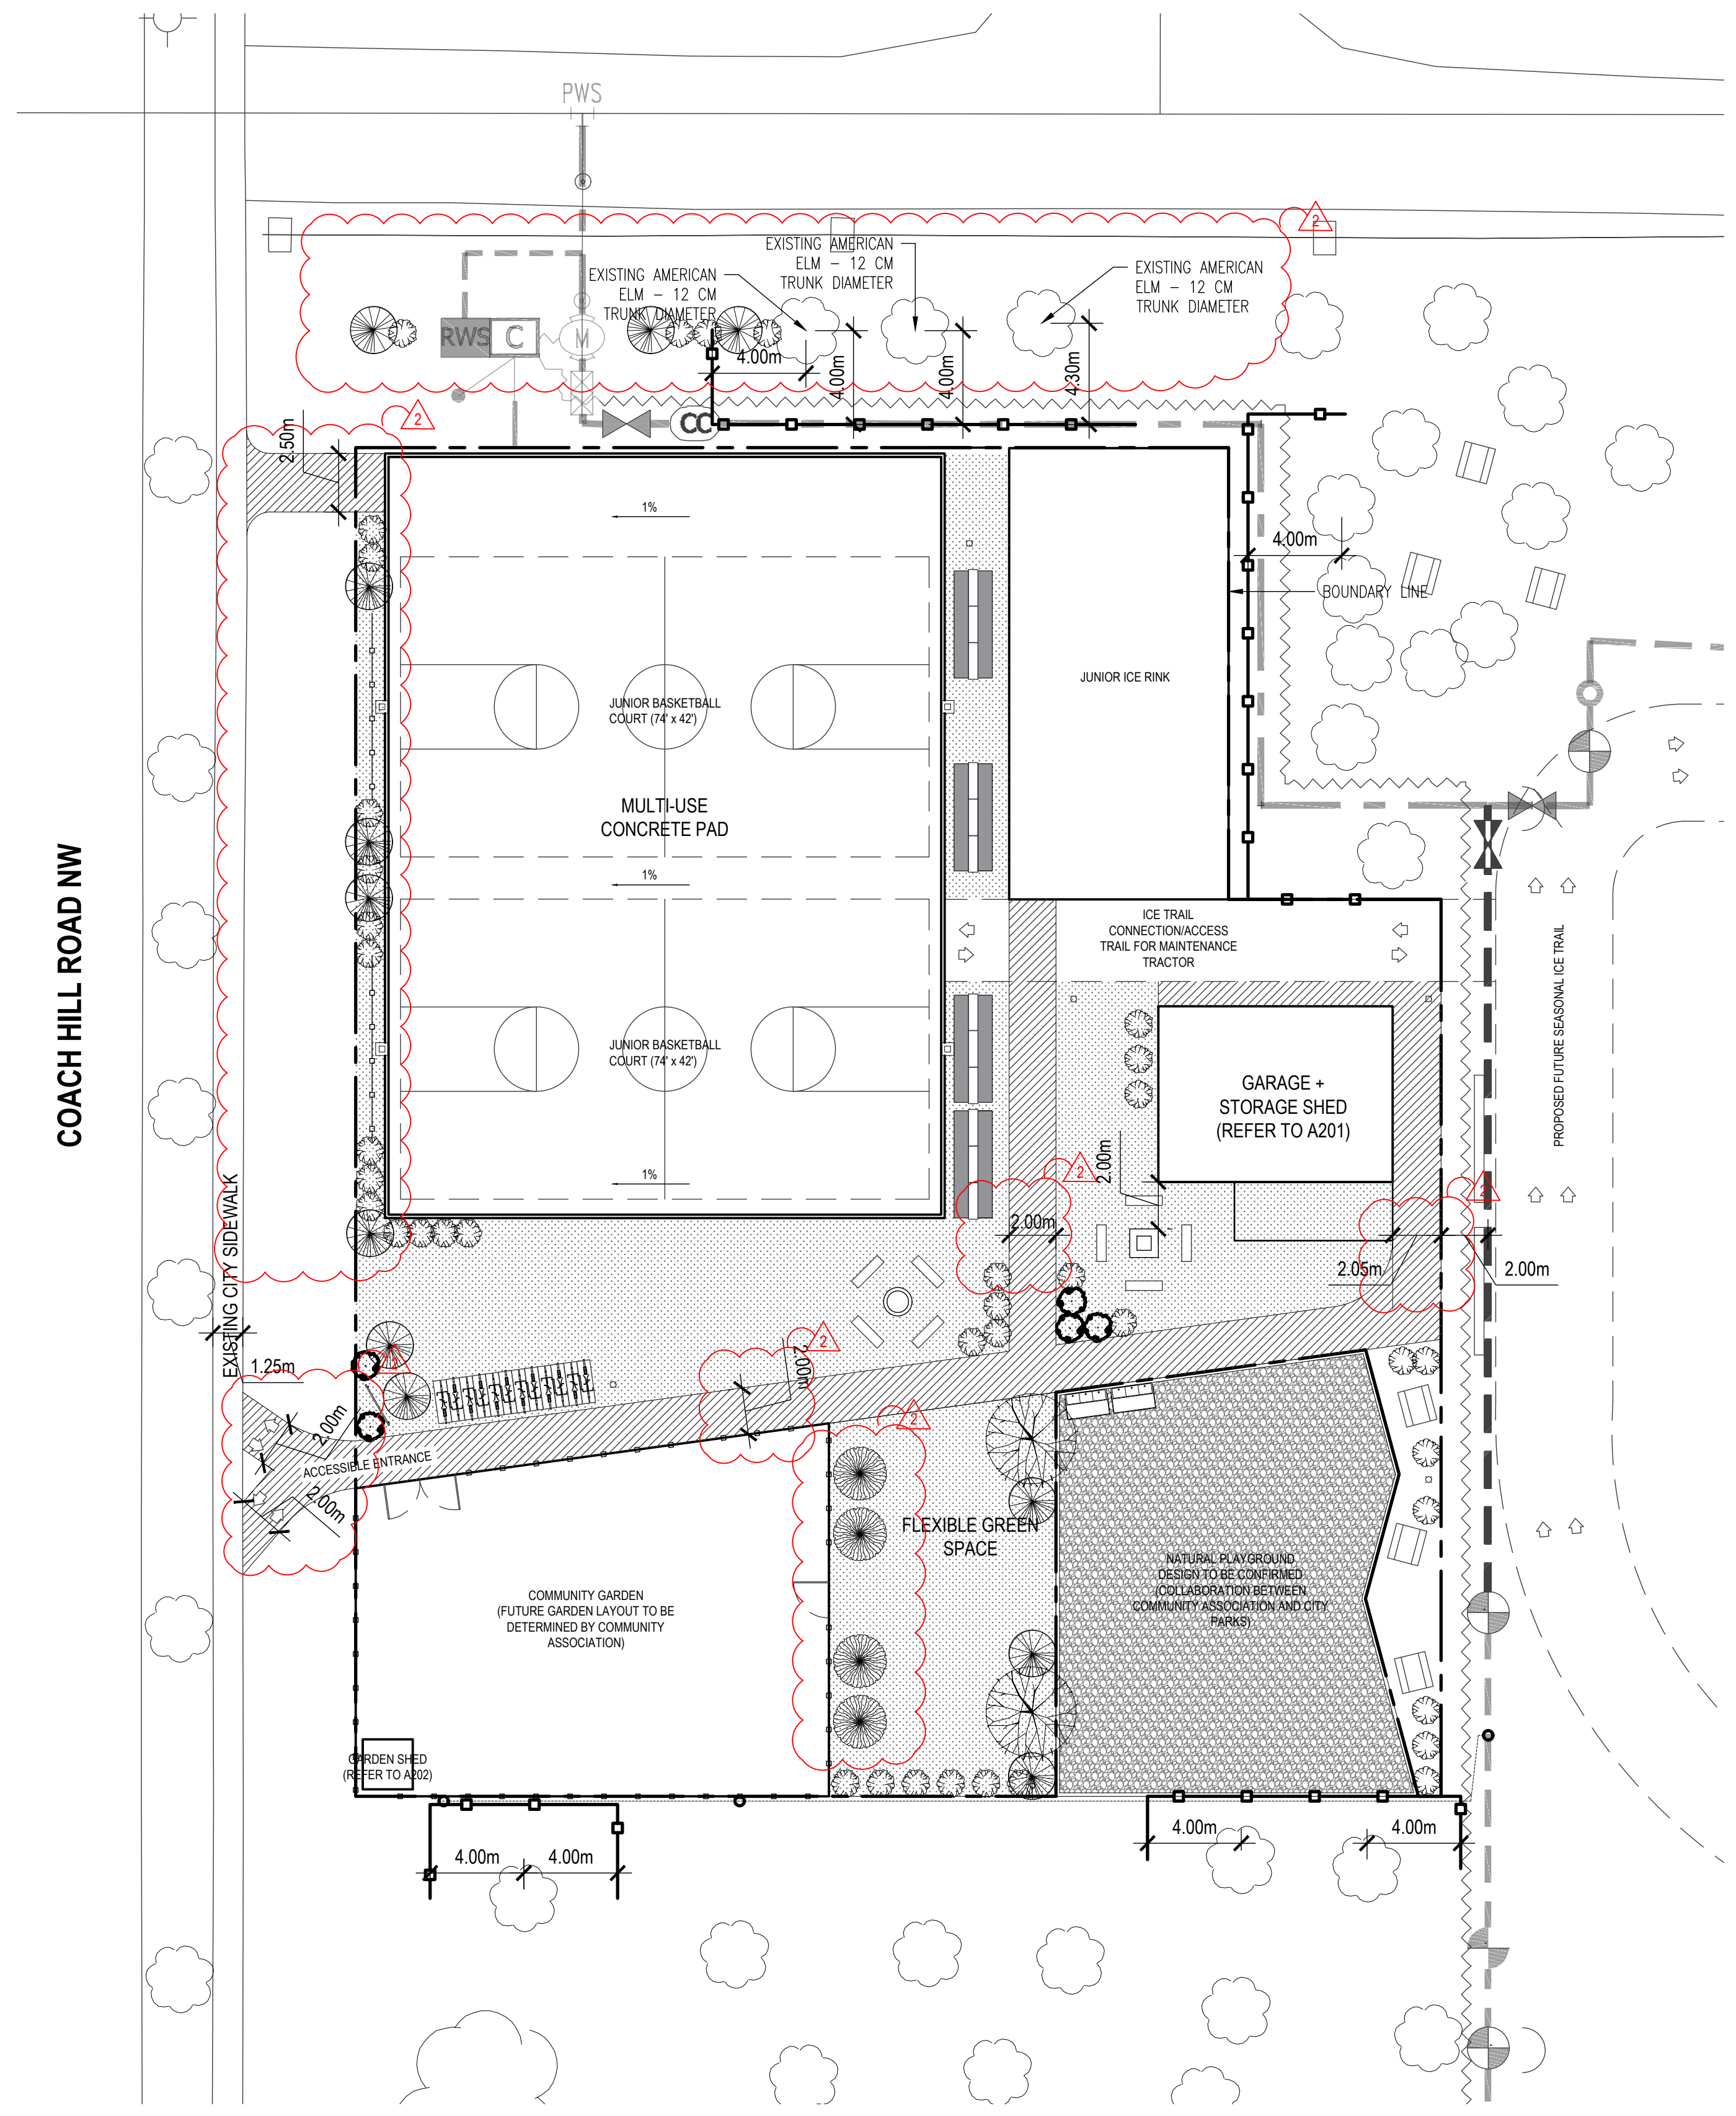 PWS
2
EXISTING AMERICAN
ELM - 12 CM
TRUNK DIAMETER
EXISTING AMERICAN
ELM - 12 CM
TRUNK DIAMETER
EXISTING AMERICAN
ELM - 12 CM
TRUNK DIAMETER
RWS
C
M
4.00m
4.00m
4.00m
4.30m
2
CC
2.50m
1%
4.00m
BOUNDARY LINE
JUNIOR ICE RINK
JUNIOR BASKETBALL
COURT (74' x 42')
MULTI-USE
CONCRETE PAD
1%
COACH HILL ROAD NW
ICE TRAIL
CONNECTION/ACCESS
TRAIL FOR MAINTENANCE
TRACTOR
PROPOSED FUTURE SEASONAL ICE TRAIL
JUNIOR BASKETBALL
COURT (74' x 42')
GARAGE +
STORAGE SHED
(REFER TO A201)
1%
2.00m
2
2
EXISTING CITY SIDEWALK
2.00m
2.05m
2.00m
2
2
2.00m
1.25m
2
2.00m
ACCESSIBLE ENTRANCE
2.00m
FLEXIBLE GREEN
SPACE
NATURAL PLAYGROUND
DESIGN TO BE CONFIRMED
(COLLABORATION BETWEEN
COMMUNITY ASSOCIATION AND CITY
PARKS)
COMMUNITY GARDEN
(FUTURE GARDEN LAYOUT TO BE
DETERMINED BY COMMUNITY
ASSOCIATION)
GARDEN SHED
(REFER TO A202)
4.00m
4.00m
4.00m
4.00m